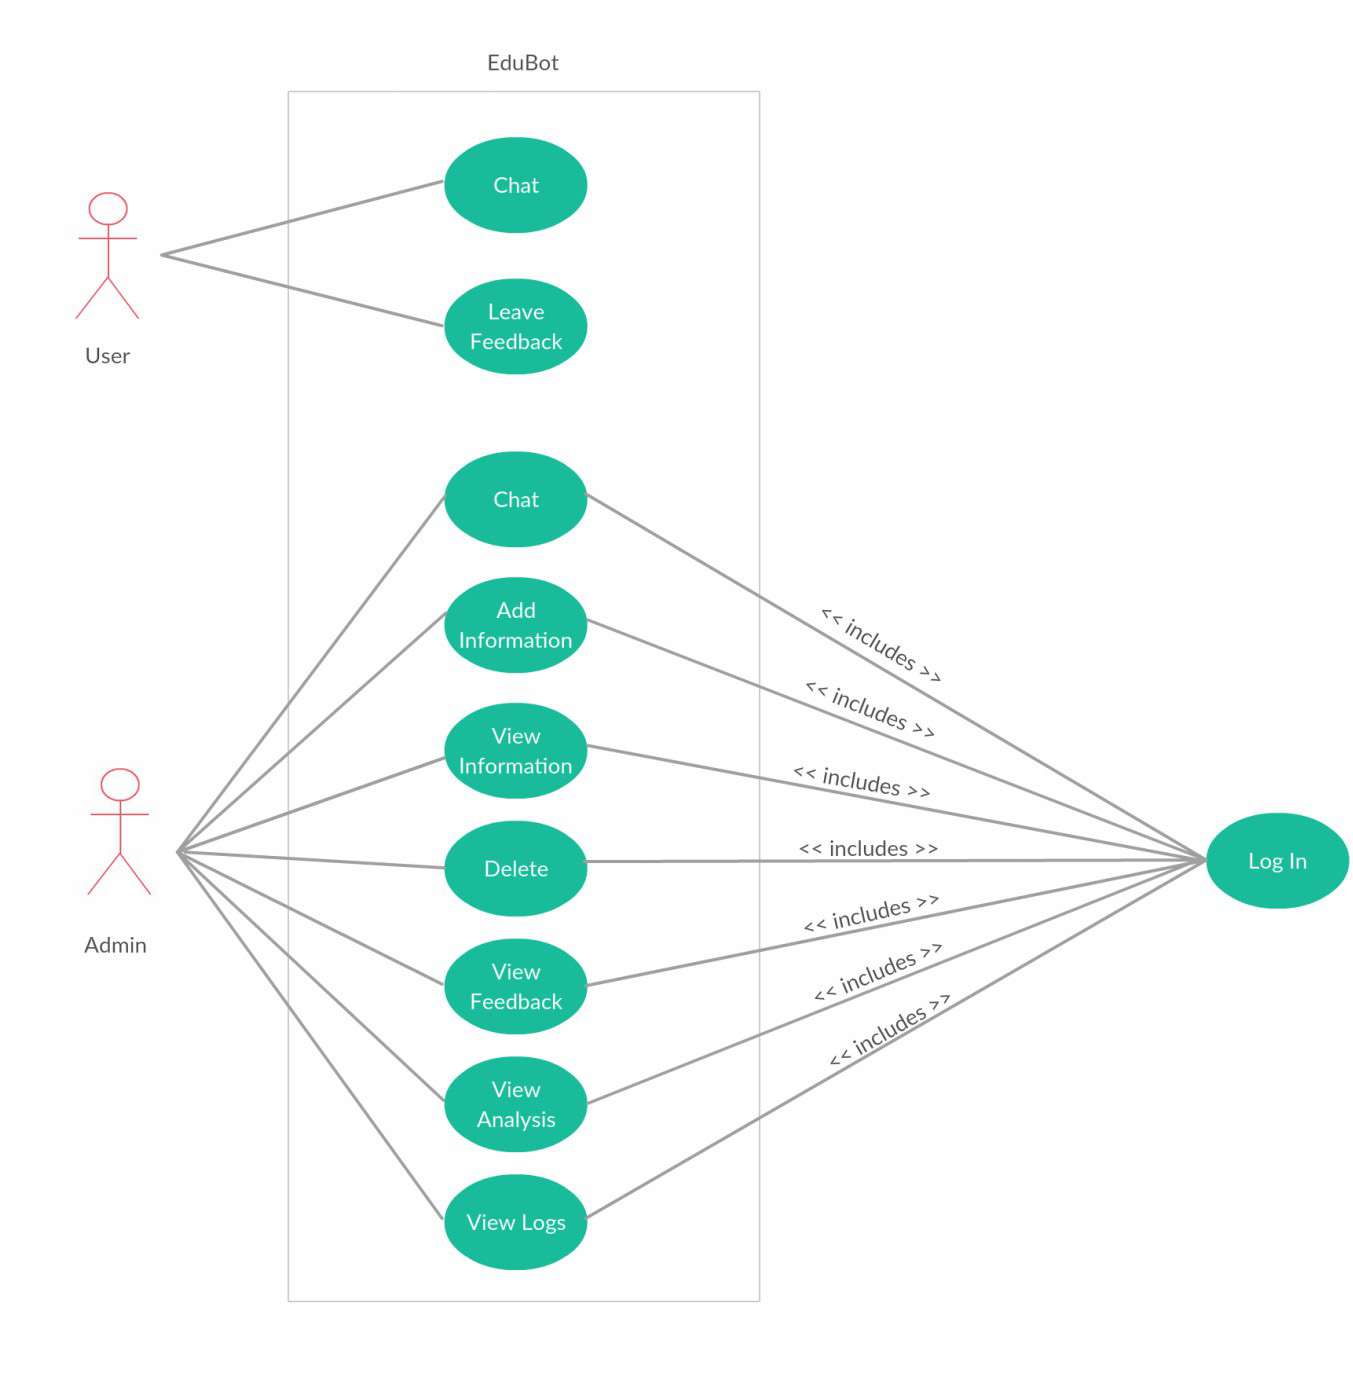 EduBot
Chat
Leave
Feedback
User
Chat
Add
Information
View
Information
Delete
View
Feedback
View
Analysis
View Logs
Admin
<< includes >>
<< includes >>
<< includes >>
<< includes >>
<< includes >>
<< includes >>
<< includes >>
Log In